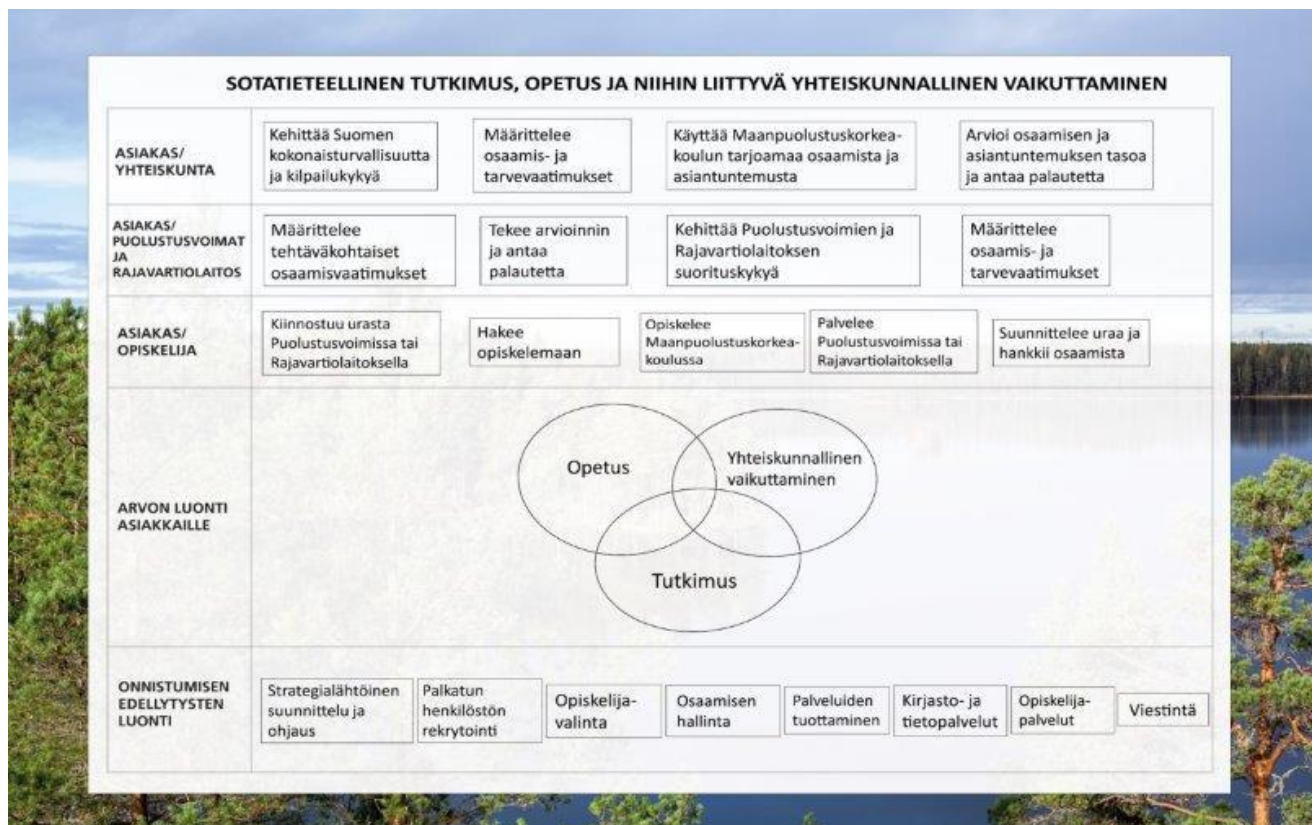 SOTATIETEELLINEN TUTKIMUS, OPETUS JA NIIHIN LIITTYVÄ YHTEISKUNNALLINEN VAIKUTTAMINEN
ASIAKAS/
YHTEISKUNTA
Kehittää Suomen
kokonaisturvallisuutta
ja kilpailukykyä
Määrittelee
osaamis- ja
tarvevaatimukset
Käyttää Maanpuolustuskorkea-
koulun tarjoamaa osaamista ja
asiantuntemusta
Arvioi osaamisen ja
asiantuntemuksen tasoa
ja antaa palautetta
ASIAKAS/
PUOLUSTUSVOIMAT
JA
RAJAVARTIOLAITOS
Määrittelee
tehtäväkohtaiset
osaamisvaatimukset
Tekee arvioinnin
ja antaa
palautetta
Kehittää Puolustusvoimien ja
Rajavartiolaitoksen
suorituskykyä
Määrittelee
osaamis- ja
tarvevaatimukset
ASIAKAS/
OPISKELIJA
Kiinnostuu urasta
Puolustusvoimissa tai
Rajavartiolaitoksella
Hakee
opiskelemaan
Opiskelee
Maanpuolustuskorkea-
koulussa
Palvelee
Puolustusvoimissa tai
Rajavartiolaitoksella
Suunnittelee uraa ja
hankkii osaamista
ARVON LUONTI
ASIAKKAILLE
Opetus
Yhteiskunnallinen
vaikuttaminen
Tutkimus
ONNISTUMISEN
EDELLYTYSTEN
LUONTI
Strategialähtöinen
suunnittelu ja
ohjaus
Palkatun
henkilöstön
rekrytointi
Opiskelija-
valinta
Osaamisen
hallinta
Palveluiden
tuottaminen
Kirjasto- ja
tietopalvelut
Opiskelija-
palvelut
Viestintä